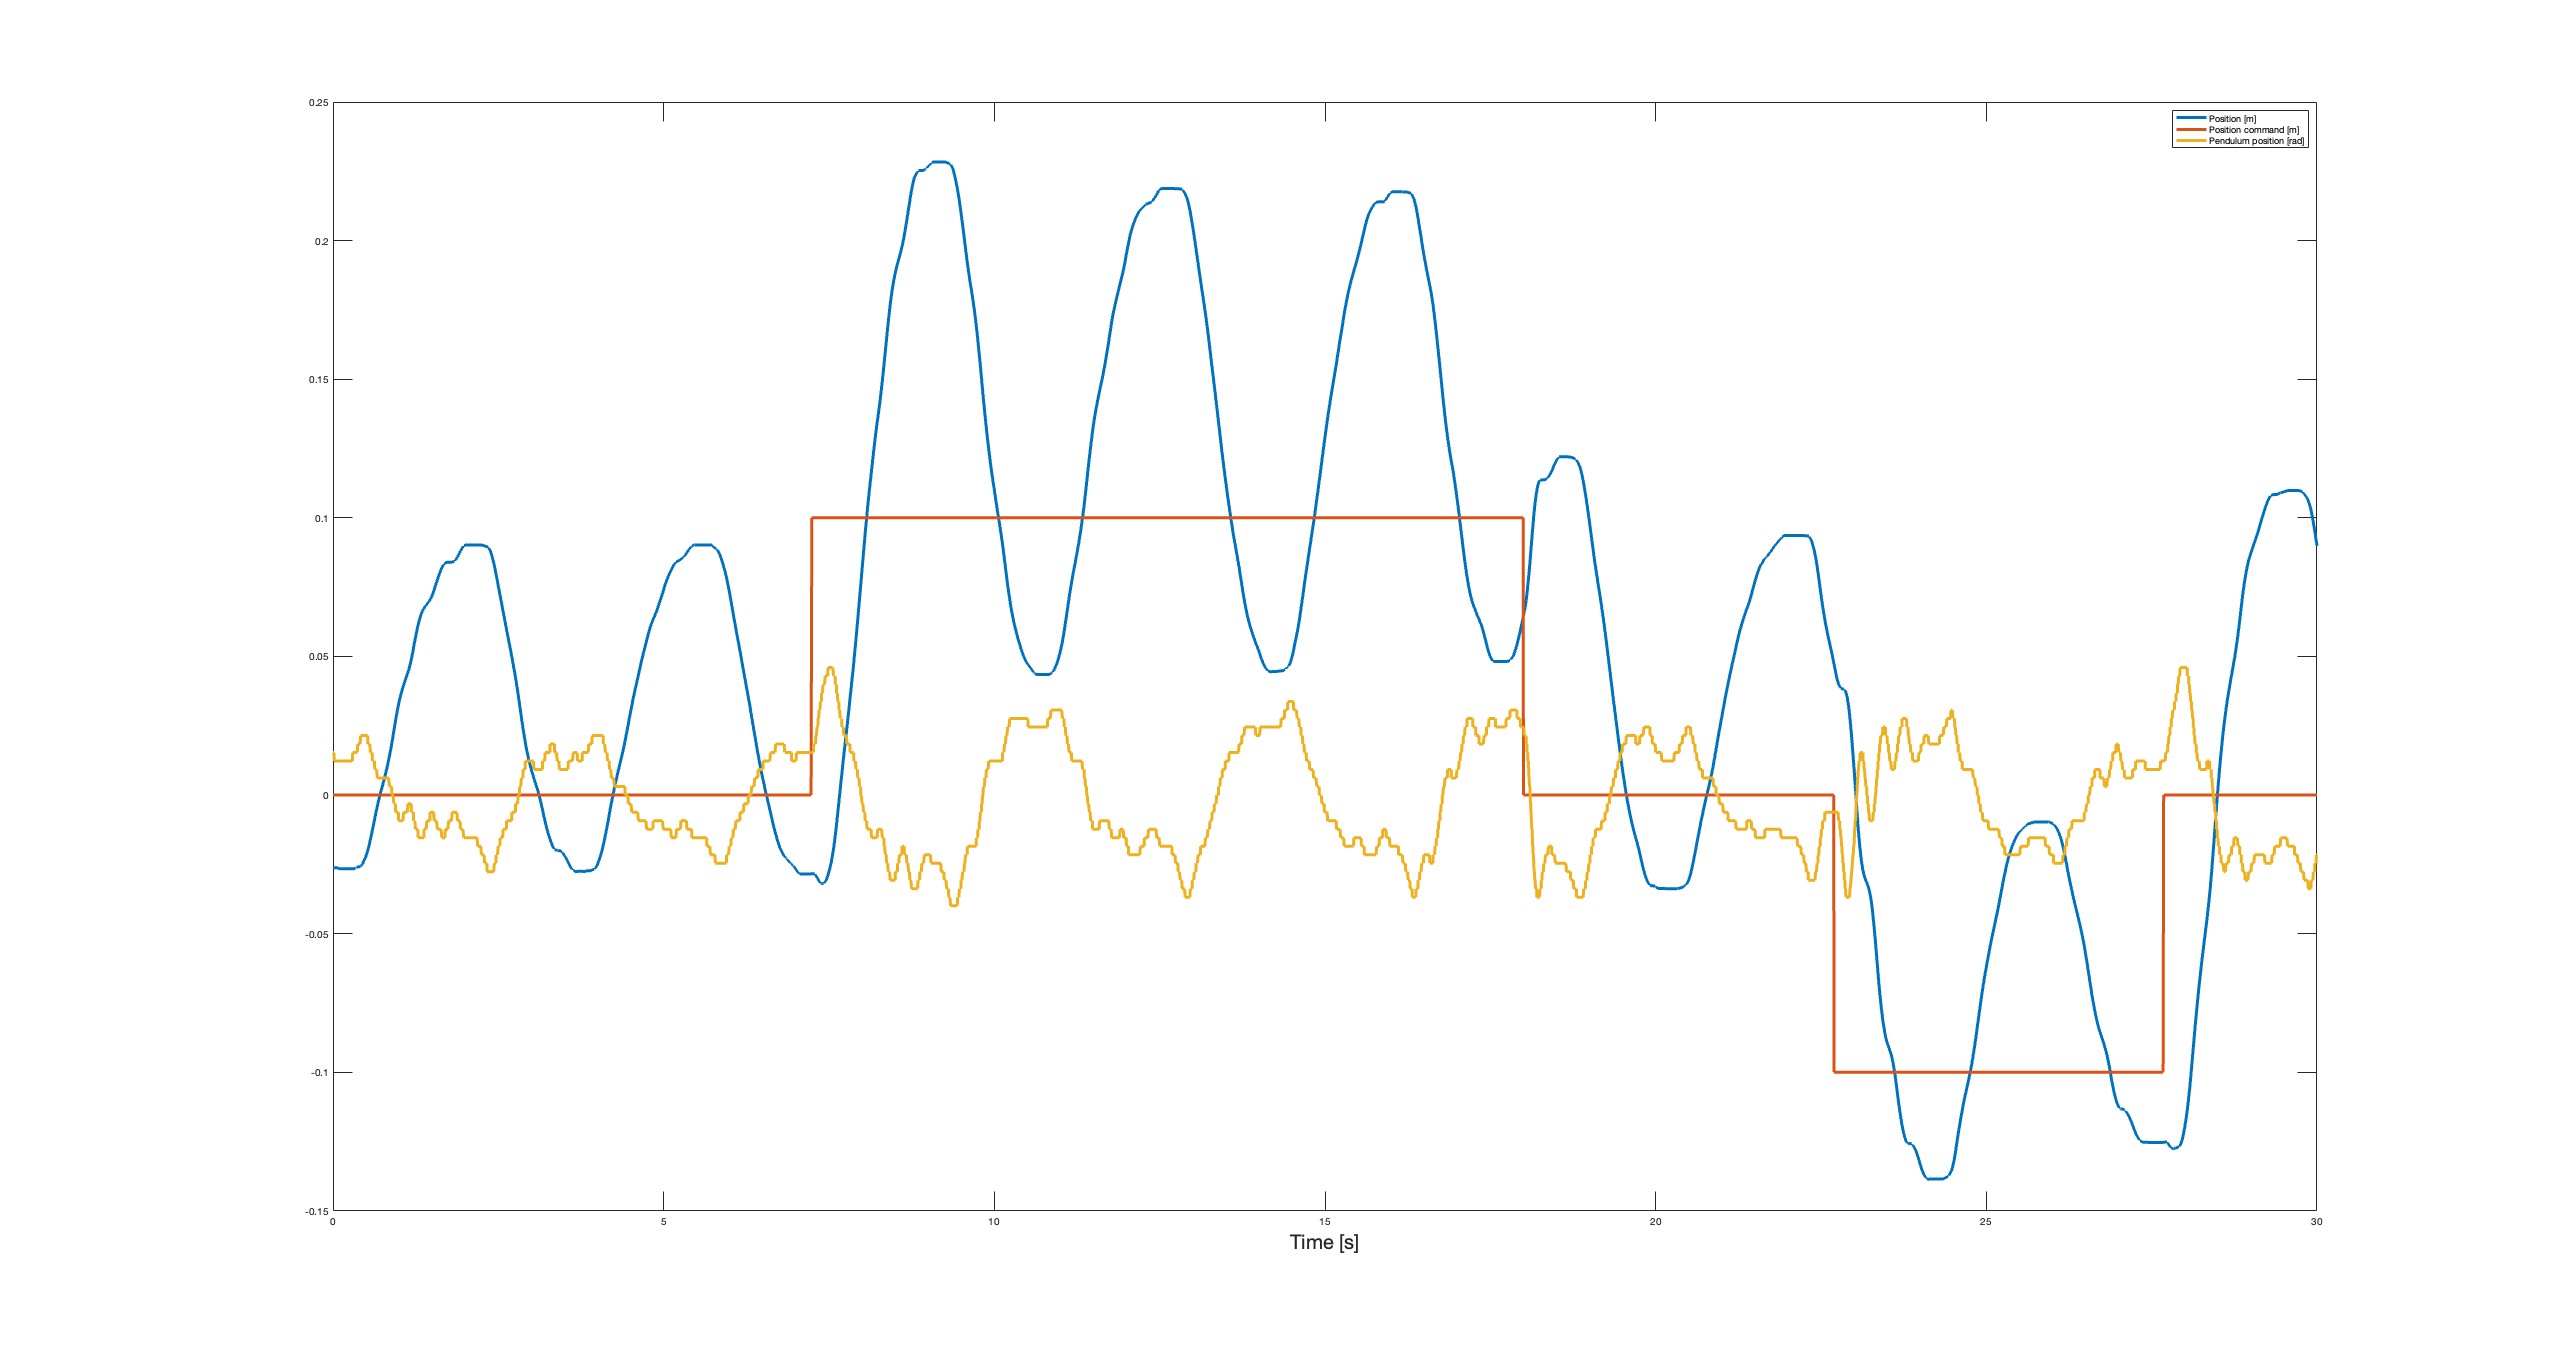 0.25
0.2
0.15
0.1
0.05
0
-0.05
-0.1
-0.15
Position [m]
Position command [m]
Pendulum position [rad]
0 5 10 15 20 25 30
Time [s]